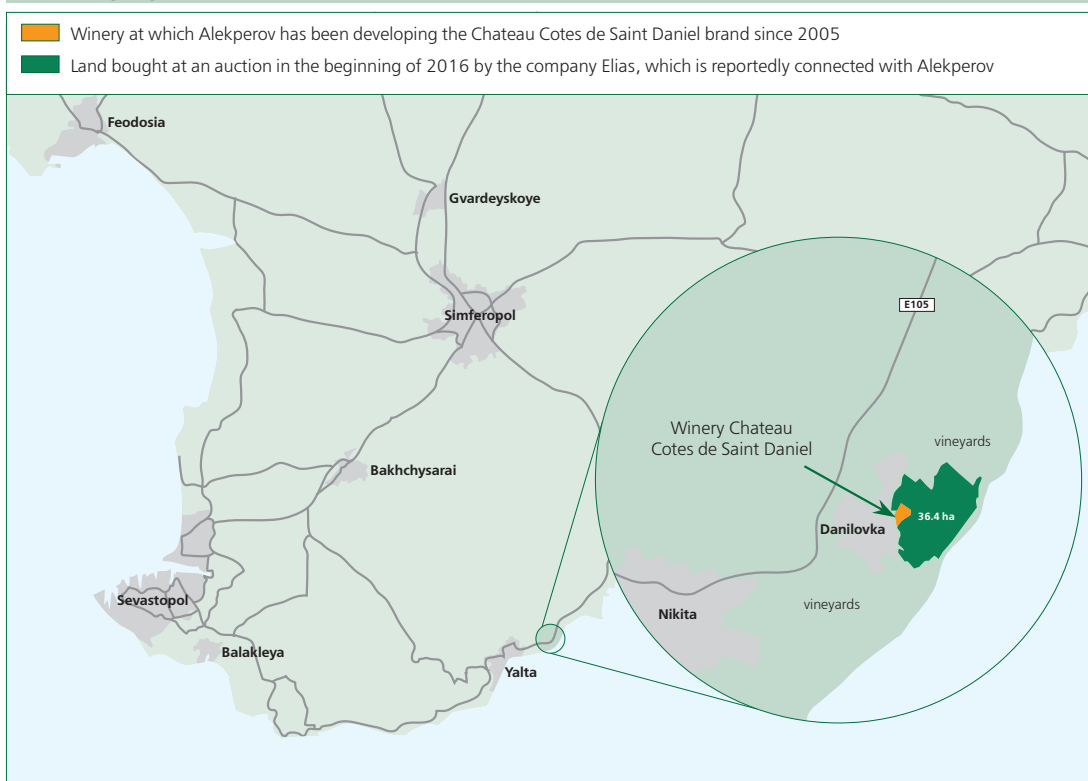 Winery at which Alekperov has been developing the Chateau Cotes de Saint Daniel brand since 2005
Land bought at an auction in the beginning of 2016 by the company Elias, which is reportedly connected with Alekperov
Feodosia
Gvardeyskoye
E105
Simferopol
Winery Chateau
Cotes de Saint Daniel
vineyards
Bakhchysarai
36.4 ha
Danilovka
Sevastopol
vineyards
Nikita
Balakleya
Yalta